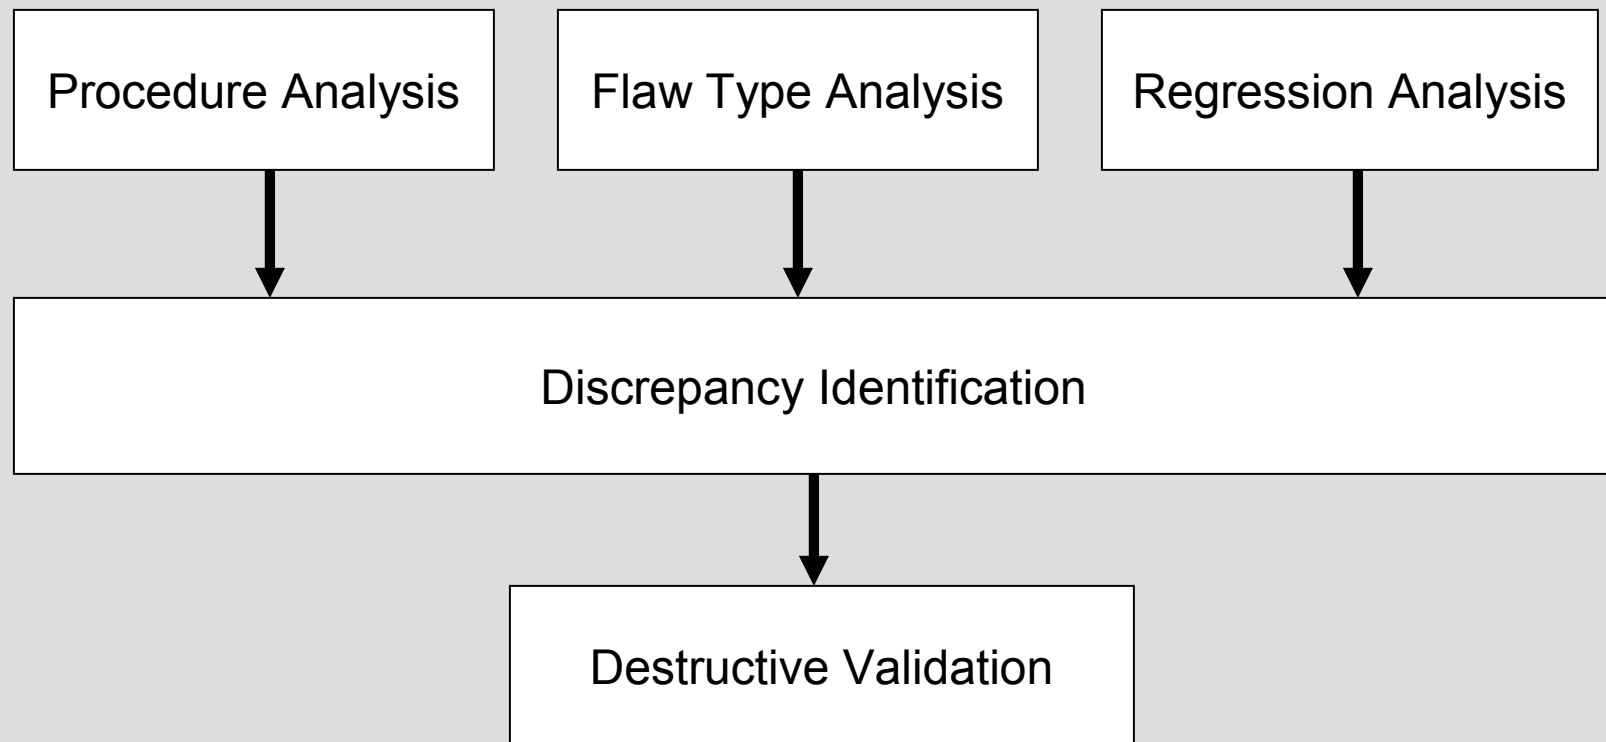 Procedure Analysis
Flaw Type Analysis
Regression Analysis
Discrepancy Identification
Destructive Validation